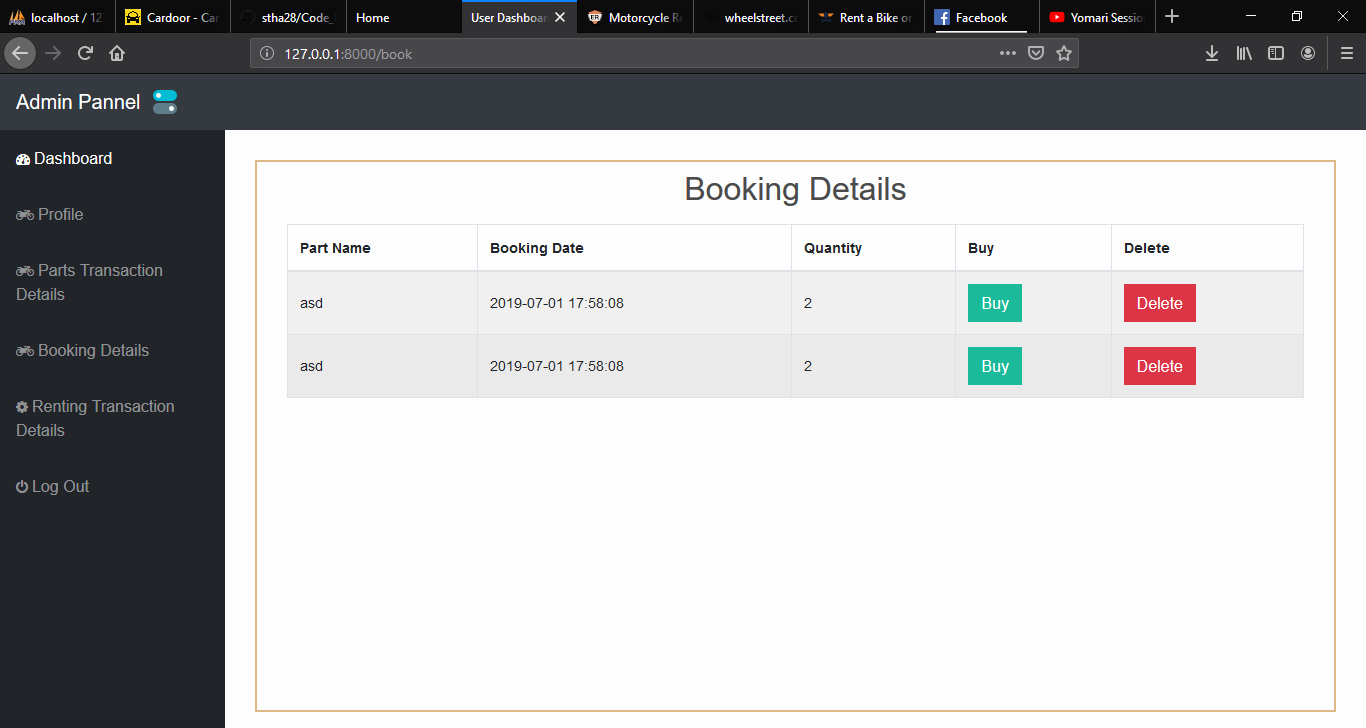 localhost / 12
Cardoor - Car
stha28/Code_
Home
User Dashboar
Motorcycle Re
wheelstreet.co
Rent a Bike or
Facebook
Yomari Sessio
127.0.0.1:8000/book
Admin Pannel
Dashboard
Profile
Parts Transaction
Details
Booking Details
Renting Transaction
Details
Log Out
Booking Details
Part Name Booking Date Quantity Buy Delete
asd 2019-07-01 17:58:08 2 Buy Delete
asd 2019-07-01 17:58:08 2 Buy Delete